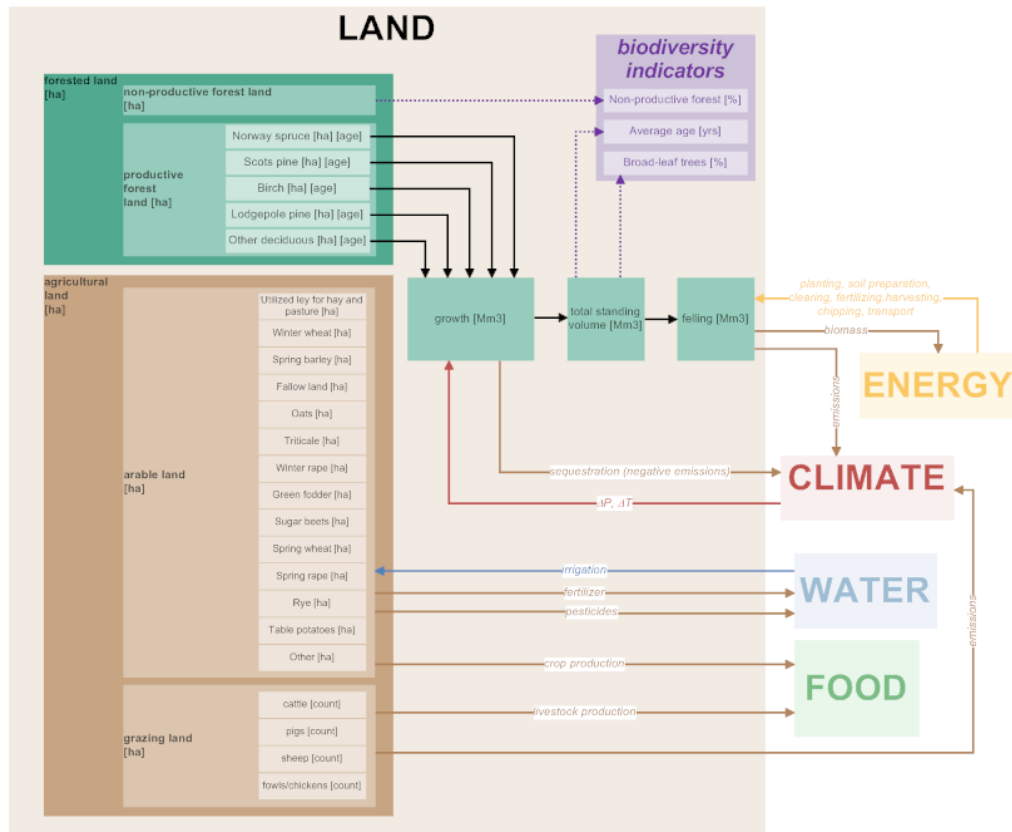 LAND
biodiversity
indicators
Non-productive forest [%]
Average age [yrs]
Broad-leaf trees [%]
forested land
[ha]
non-productive forest land
[ha]
productive
forest
land [ha]
Norway spruce [ha] [age]
Scots pine [ha] [age]
Birch [ha] [age]
Lodgepole pine [ha] [age]
Other deciduous [ha] [age]
growth [Mm3]
total standing
volume [Mm3]
felling [Mm3]
planting, soil preparation,
clearing, fertilizing,harvesting,
chipping, transport
biomass
ENERGY
emissions
sequestration (negative emissions)
CLIMATE
ΔP, ΔT
agricultural
land
[ha]
arable land
[ha]
Utilized ley for hay and
pasture [ha]
Winter wheat [ha]
Spring barley [ha]
Fallow land [ha]
Oats [ha]
Triticale [ha]
Winter rape [ha]
Green fodder [ha]
Sugar beets [ha]
Spring wheat [ha]
Spring rape [ha]
Rye [ha]
Table potatoes [ha]
Other [ha]
irrigation
fertilizer
pesticides
WATER
emissions
crop production
livestock production
FOOD
grazing land
[ha]
cattle [count]
pigs [count]
sheep [count]
fowls/chickens [count]